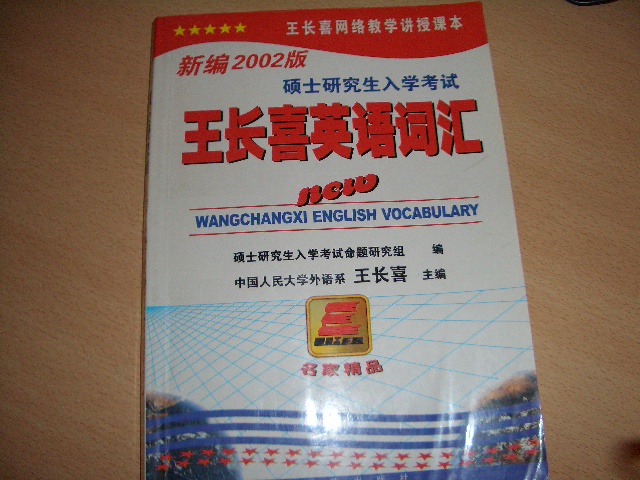 王长喜网络教学讲授课本
新编2002版
硕士研究生入学考试
王长喜英语词汇
new
WANGCHANGXI ENGLISH VOCABULARY
硕士研究生入学考试命题研究组 编
中国人民大学外语系 王长喜 主编
名家精品